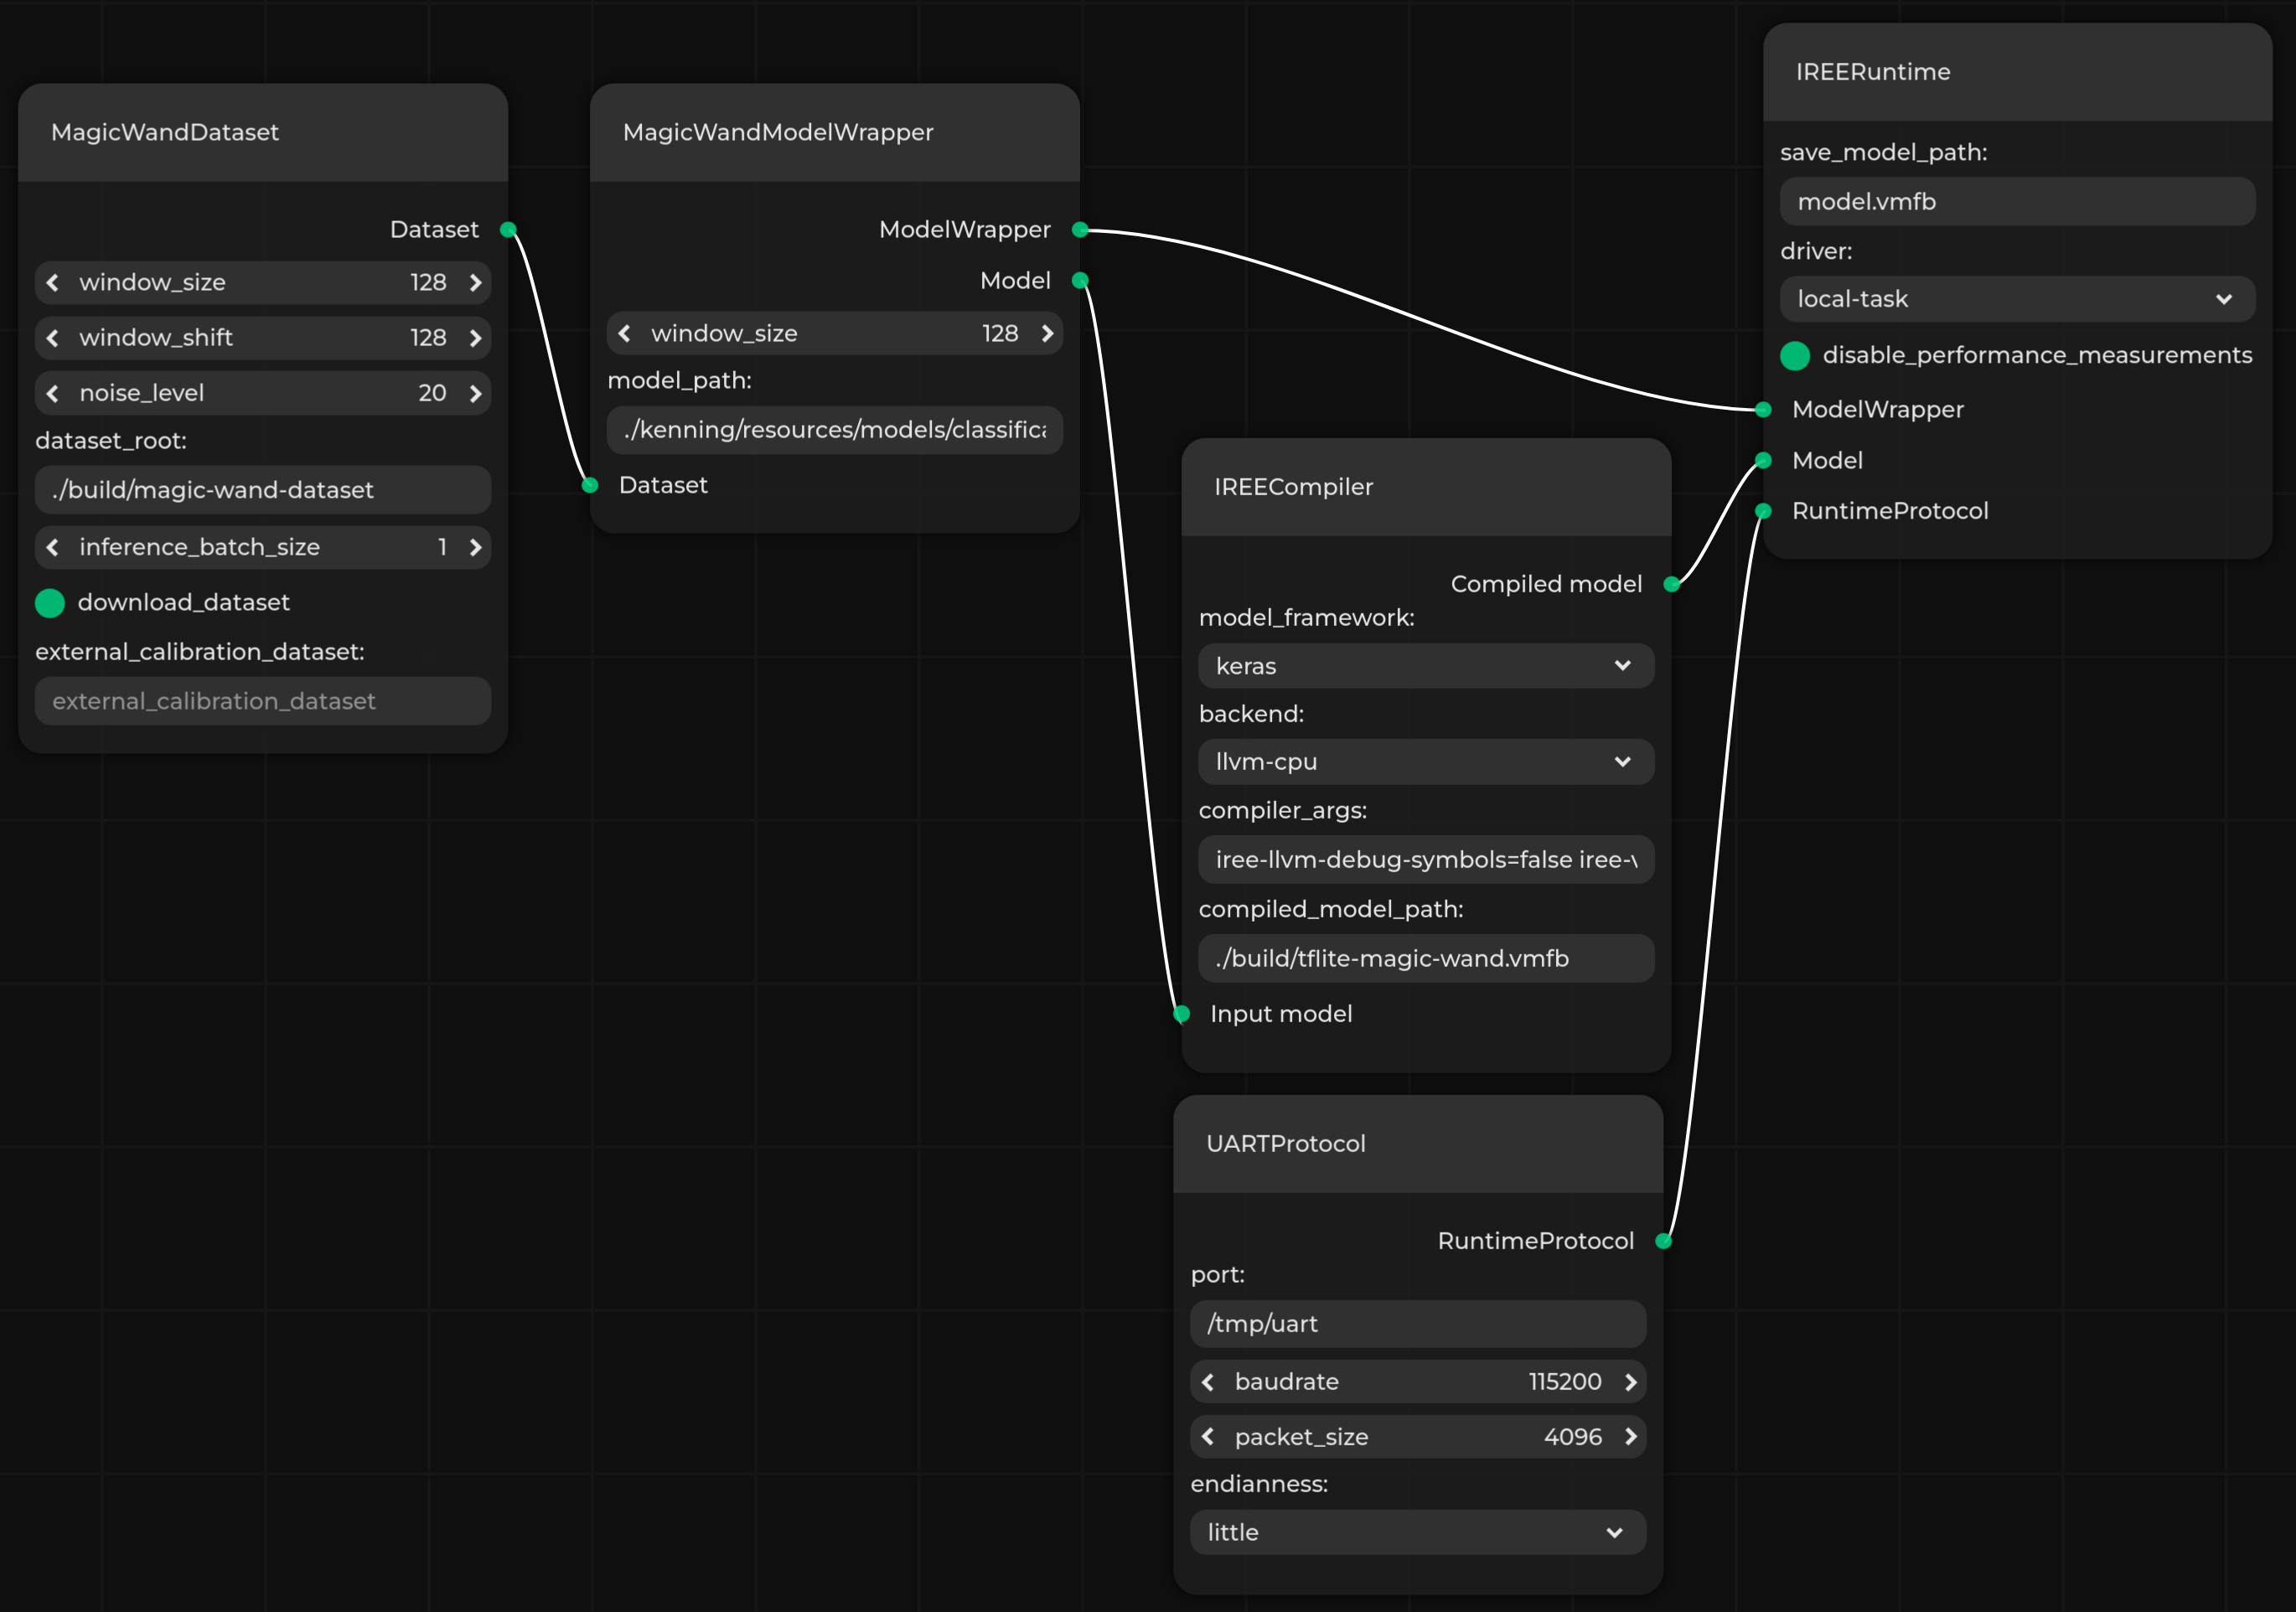 MagicWandDataset
Dataset
window_size 128
window_shift 128
noise_level 20
dataset_root:
./build/magic-wand-dataset
inference_batch_size 1
download_dataset
external_calibration_dataset:
external_calibration_dataset
MagicWandModelWrapper
ModelWrapper
Model
window_size 128
model_path:
./kenning/resources/models/classific
Dataset
IREECompiler
Compiled model
model_framework:
keras
backend:
llvm-cpu
compiler_args:
iree-llvm-debug-symbols=false iree-
compiled_model_path:
./build/tflite-magic-wand.vmfb
Input model
UARTProtocol
RuntimeProtocol
port:
/tmp/uart
baudrate 115200
packet_size 4096
endianness:
little
IREERuntime
save_model_path:
model.vmfb
driver:
local-task
disable_performance_measurements
ModelWrapper
Model
RuntimeProtocol